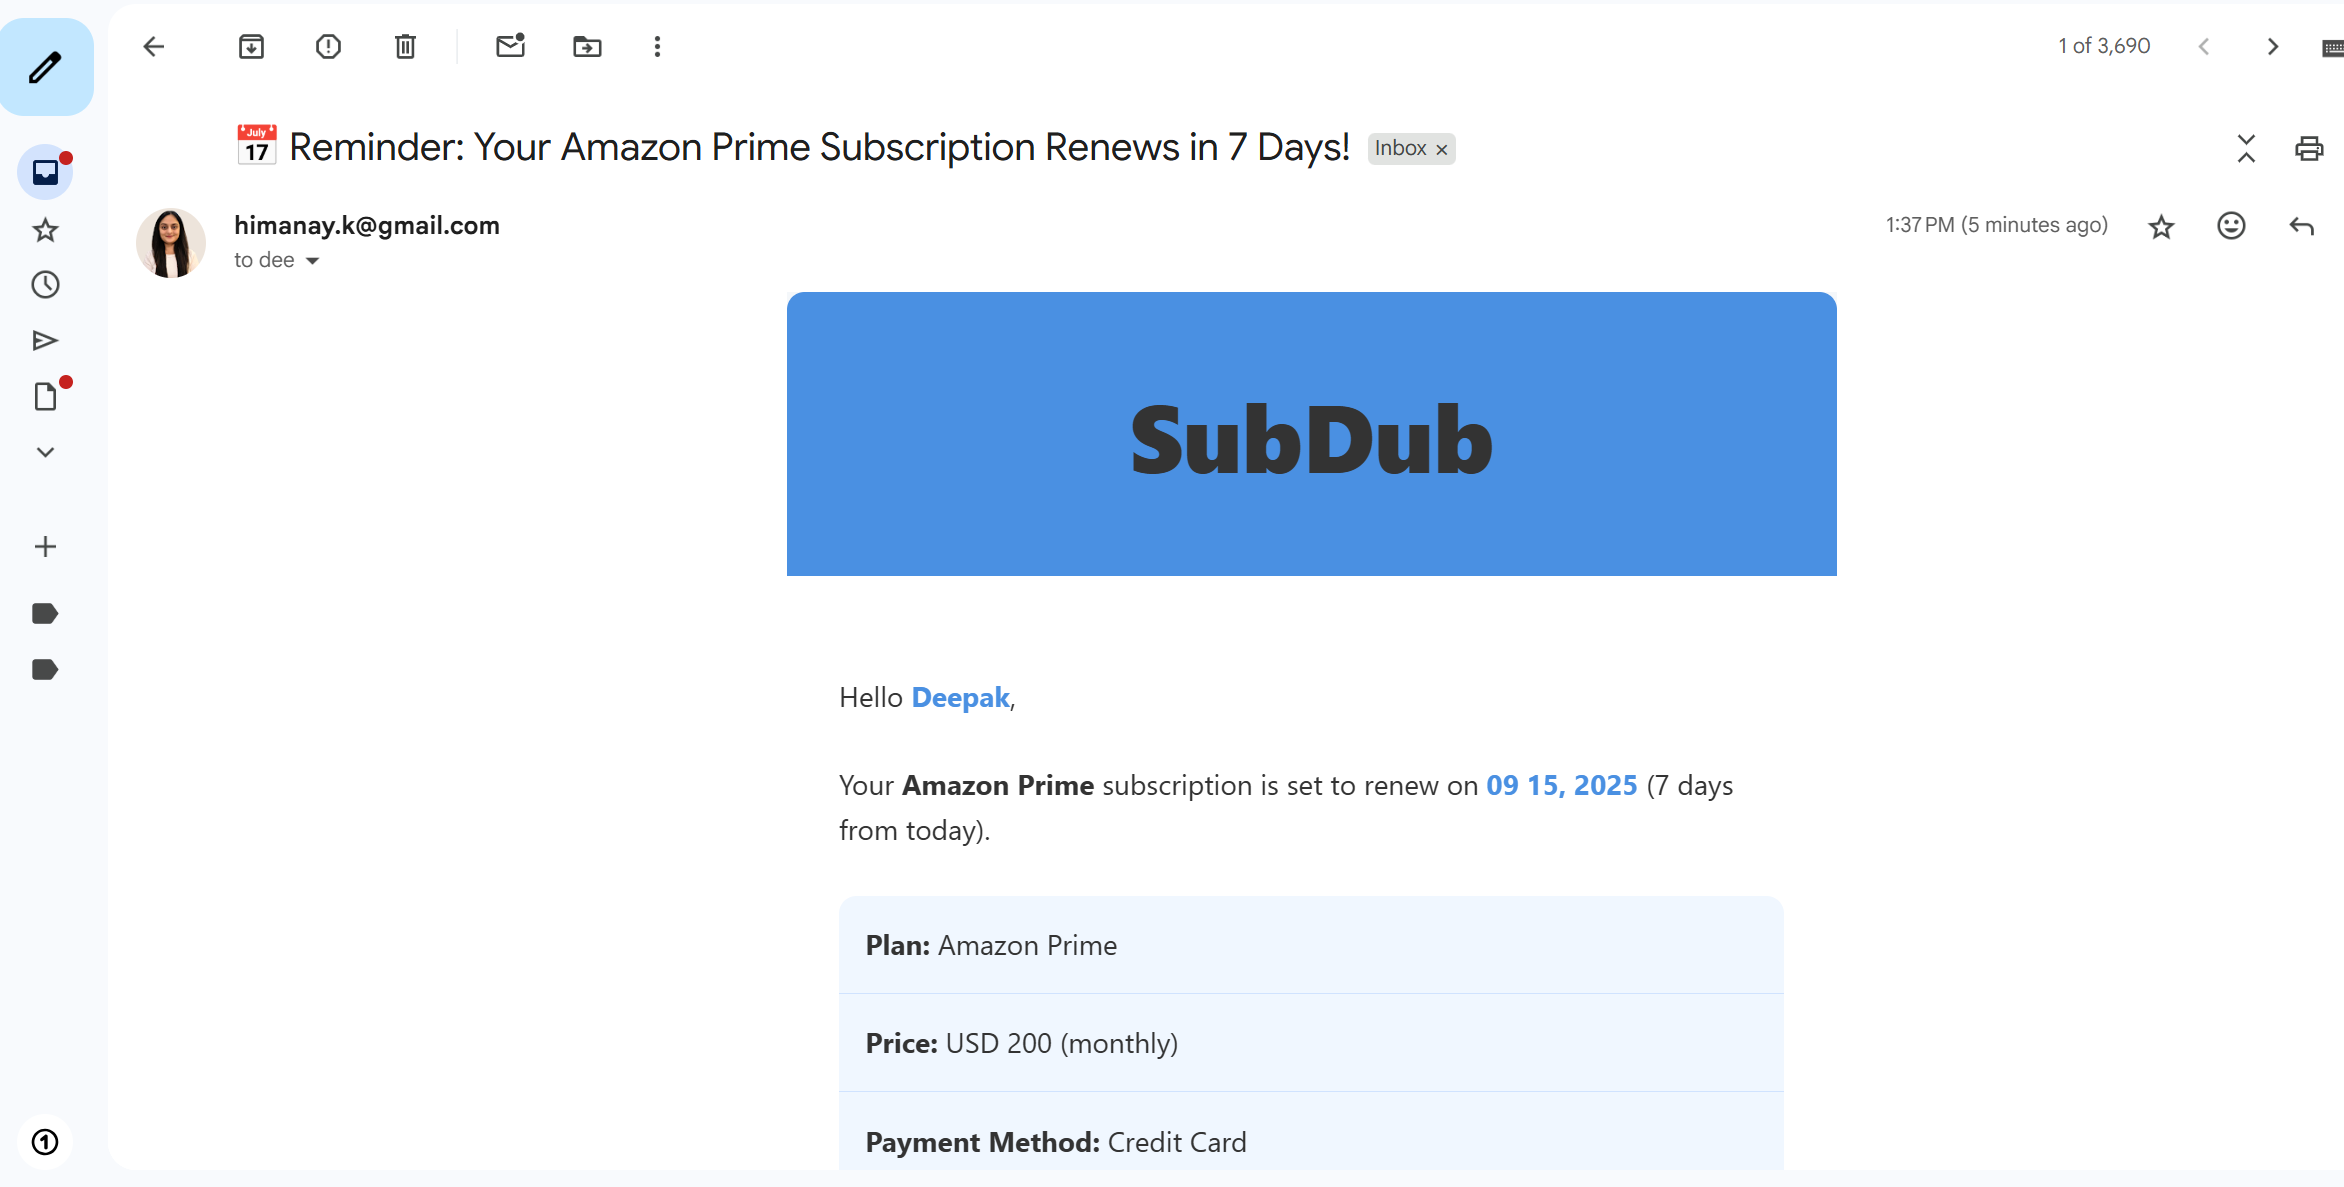 1 of 3,690
July
17
Reminder: Your Amazon Prime Subscription Renews in 7 Days!
Inbox ×
himanay.k@gmail.com
1:37 PM (5 minutes ago)
to dee
SubDub
Hello Deepak,
Your Amazon Prime subscription is set to renew on 09 15, 2025 (7 days
from today).
Plan: Amazon Prime
Price: USD 200 (monthly)
Payment Method: Credit Card
1